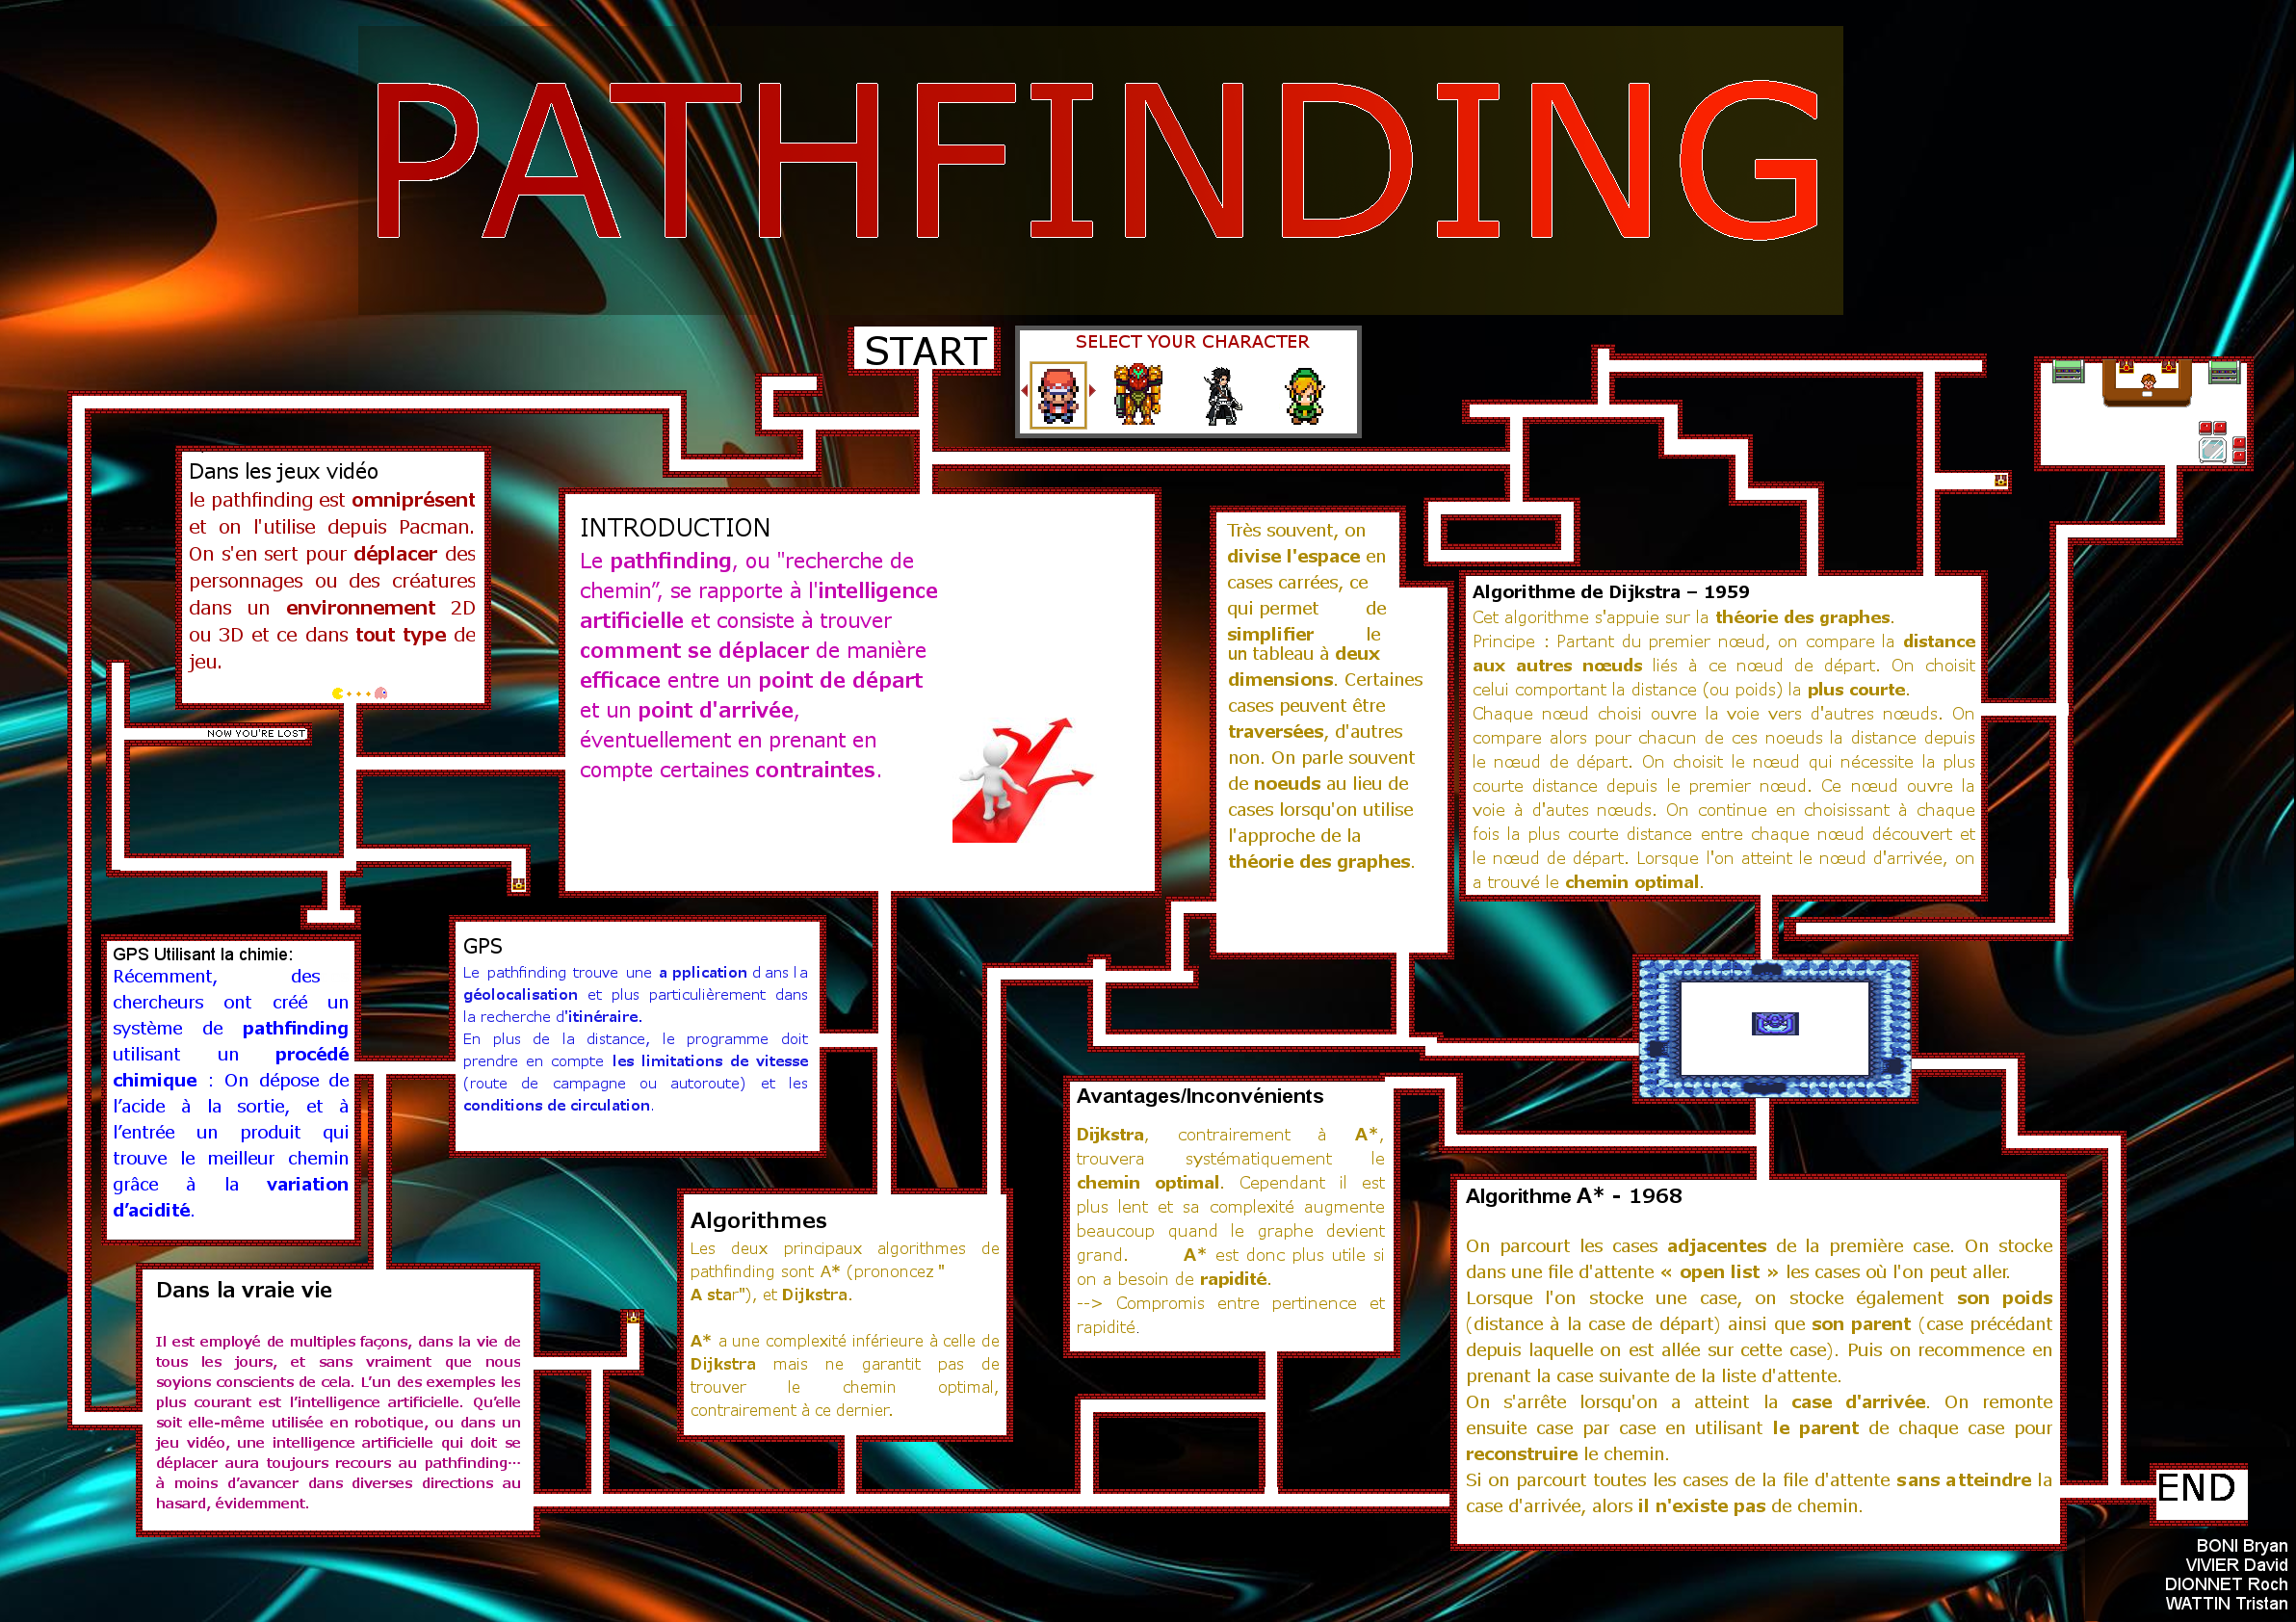 PATHFINDING
START
SELECT YOUR CHARACTER
Dans les jeux vidéo
le pathfinding est omniprésent
et on l'utilise depuis Pacman.
On s'en sert pour déplacer des
personnages ou des créatures
dans un environnement 2D
ou 3D et ce dans tout type de
jeu.
NOW YOU'RE LOST
INTRODUCTION
Le pathfinding, ou "recherche de
chemin”, se rapporte à l'intelligence
artificielle et consiste à trouver
comment se déplacer de manière
efficace entre un point de départ
et un point d'arrivée,
éventuellement en prenant en
compte certaines contraintes.
Très souvent, on
divise l'espace en
cases carrées, ce
qui permet de
simplifier le
un tableau à deux
dimensions. Certaines
cases peuvent être
traversées, d'autres
non. On parle souvent
de noeuds au lieu de
cases lorsqu'on utilise
l'approche de la
théorie des graphes.
Algorithme de Dijkstra – 1959
Cet algorithme s'appuie sur la théorie des graphes.
Principe : Partant du premier nœud, on compare la distance
aux autres nœuds liés à ce nœud de départ. On choisit
celui comportant la distance (ou poids) la plus courte.
Chaque nœud choisi ouvre la voie vers d'autres nœuds. On
compare alors pour chacun de ces noeuds la distance depuis
le nœud de départ. On choisit le nœud qui nécessite la plus
courte distance depuis le premier nœud. Ce nœud ouvre la
voie à d'autes nœuds. On continue en choisissant à chaque
fois la plus courte distance entre chaque nœud découvert et
le nœud de départ. Lorsque l'on atteint le nœud d'arrivée, on
a trouvé le chemin optimal.
GPS Utilisant la chimie:
Récemment, des
chercheurs ont créé un
système de pathfinding
utilisant un procédé
chimique : On dépose de
l’acide à la sortie, et à
l’entrée un produit qui
trouve le meilleur chemin
grâce à la variation
d’acidité.
GPS
Le pathfinding trouve une a pplication dans la
géolocalisation et plus particulièrement dans
la recherche d'itinéraire.
En plus de la distance, le programme doit
prendre en compte les limitations de vitesse
(route de campagne ou autoroute) et les
conditions de circulation.
Dans la vraie vie
Il est employé de multiples façons, dans la vie de
tous les jours, et sans vraiment que nous
soyions conscients de cela. L’un des exemples les
plus courant est l’intelligence artificielle. Qu’elle
soit elle-même utilisée en robotique, ou dans un
jeu vidéo, une intelligence artificielle qui doit se
déplacer aura toujours recours au pathfinding…
à moins d’avancer dans diverses directions au
hasard, évidemment.
Algorithmes
Les deux principaux algorithmes de
pathfinding sont A* (prononcez "
A star"), et Dijkstra.
A* a une complexité inférieure à celle de
Dijkstra mais ne garantit pas de
trouver le chemin optimal,
contrairement à ce dernier.
Avantages/Inconvénients
Dijkstra, contrairement à A*,
trouvera systématiquement le
chemin optimal. Cependant il est
plus lent et sa complexité augmente
beaucoup quand le graphe devient
grand. A* est donc plus utile si
on a besoin de rapidité.
--> Compromis entre pertinence et
rapidité.
Algorithme A* - 1968
On parcourt les cases adjacentes de la première case. On stocke
dans une file d'attente « open list » les cases où l'on peut aller.
Lorsque l'on stocke une case, on stocke également son poids
(distance à la case de départ) ainsi que son parent (case précédant
depuis laquelle on est allée sur cette case). Puis on recommence en
prenant la case suivante de la liste d'attente.
On s'arrête lorsqu'on a atteint la case d'arrivée. On remonte
ensuite case par case en utilisant le parent de chaque case pour
reconstruire le chemin.
Si on parcourt toutes les cases de la file d'attente sans atteindre la
case d'arrivée, alors il n'existe pas de chemin.
END
BONI Bryan
VIVIER David
DIONNET Roch
WATTIN Tristan